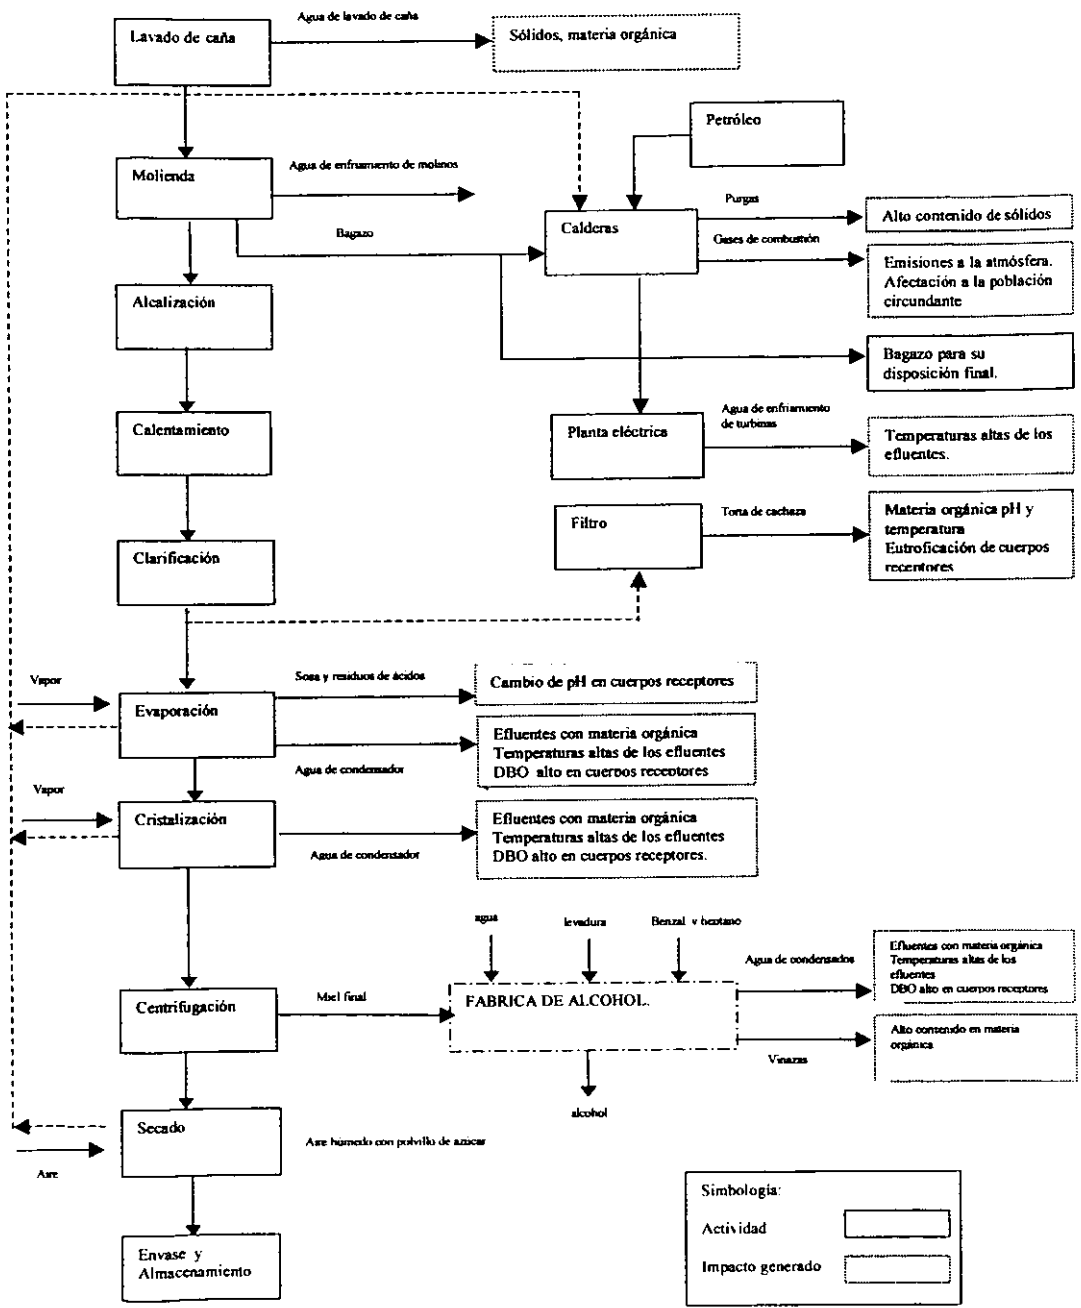 Agua de lavado de caña
Lavado de caña
Sólidos, materia orgánica
Petróleo
Molienda
Agua de enfriamiento de molinos
Purgas
Alto contenido de sólidos
Bagazo
Calderas
Gases de combustión
Emisiones a la atmósfera.
Afectación a la población
circundante
Alcalización
Bagazo para su
disposición final.
Calentamiento
Planta eléctrica
Agua de enfriamiento
de turbinas
Temperaturas altas de los
efluentes.
Filtro
Torta de cachaza
Materia orgánica pH y
temperatura
Eutroficación de cuerpos
receptores
Clarificación
Vapor
Evaporación
Sosa y residuos de ácidos
Cambio de pH en cuerpos receptores
Efluentes con materia orgánica
Temperaturas altas de los efluentes
DBO alto en cuerpos receptores
Agua de condensador
Vapor
Cristalización
Efluentes con materia orgánica
Temperaturas altas de los efluentes
DBO alto en cuerpos receptores.
Agua de condensador
agua
levadura
Benzal y heptano
Agua de condensados
Efluentes con materia orgánica
Temperaturas altas de los
efluentes
DBO alto en cuerpos receptores
Centrifugación
Miel final
FABRICA DE ALCOHOL.
Alto contenido en materia
orgánica
Vinazas
alcohol
Secado
Aire húmedo con polvillo de azúcar
Aire
Envase y
Almacenamiento
Simbología:
Actividad
Impacto generado